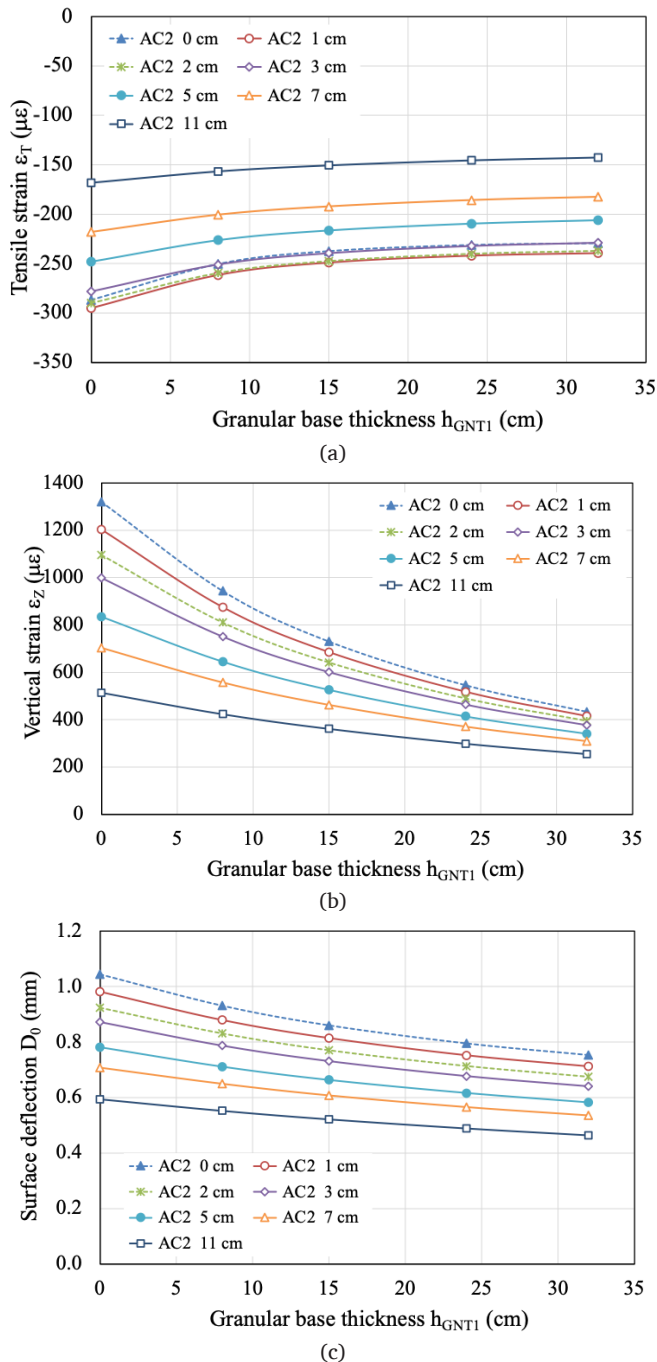 0
-50
-100
-150
-200
-250
-300
-350
Tensile strain εT (με)
AC2 0 cm AC2 1 cm
AC2 2 cm AC2 3 cm
AC2 5 cm AC2 7 cm
AC2 11 cm
0 5 10 15 20 25 30 35
Granular base thickness hGNT1 (cm)
(a)
1400
1200
1000
800
600
400
200
0
Vertical strain εZ (με)
AC2 0 cm AC2 1 cm
AC2 2 cm AC2 3 cm
AC2 5 cm AC2 7 cm
AC2 11 cm
0 5 10 15 20 25 30 35
Granular base thickness hGNT1 (cm)
(b)
1.2
1.0
0.8
0.6
0.4
0.2
0.0
Surface deflection D0 (mm)
AC2 0 cm AC2 1 cm
AC2 2 cm AC2 3 cm
AC2 5 cm AC2 7 cm
AC2 11 cm
0 5 10 15 20 25 30 35
Granular base thickness hGNT1 (cm)
(c)